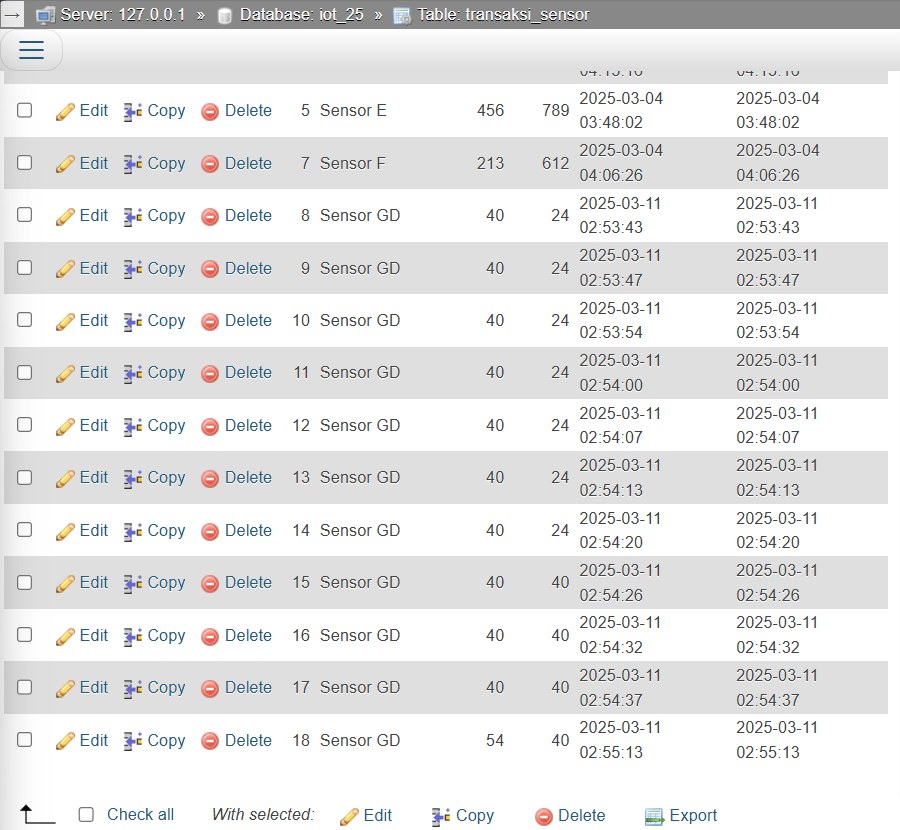 Server: 127.0.0.1 » Database: iot_25 » Table: transaksi_sensor
Edit Copy Delete 5 Sensor E 456 789 2025-03-04 03:48:02 2025-03-04 03:48:02
Edit Copy Delete 7 Sensor F 213 612 2025-03-04 04:06:26 2025-03-04 04:06:26
Edit Copy Delete 8 Sensor GD 40 24 2025-03-11 02:53:43 2025-03-11 02:53:43
Edit Copy Delete 9 Sensor GD 40 24 2025-03-11 02:53:47 2025-03-11 02:53:47
Edit Copy Delete 10 Sensor GD 40 24 2025-03-11 02:53:54 2025-03-11 02:53:54
Edit Copy Delete 11 Sensor GD 40 24 2025-03-11 02:54:00 2025-03-11 02:54:00
Edit Copy Delete 12 Sensor GD 40 24 2025-03-11 02:54:07 2025-03-11 02:54:07
Edit Copy Delete 13 Sensor GD 40 24 2025-03-11 02:54:13 2025-03-11 02:54:13
Edit Copy Delete 14 Sensor GD 40 24 2025-03-11 02:54:20 2025-03-11 02:54:20
Edit Copy Delete 15 Sensor GD 40 40 2025-03-11 02:54:26 2025-03-11 02:54:26
Edit Copy Delete 16 Sensor GD 40 40 2025-03-11 02:54:32 2025-03-11 02:54:32
Edit Copy Delete 17 Sensor GD 40 40 2025-03-11 02:54:37 2025-03-11 02:54:37
Edit Copy Delete 18 Sensor GD 54 40 2025-03-11 02:55:13 2025-03-11 02:55:13
Check all With selected: Edit Copy Delete Export